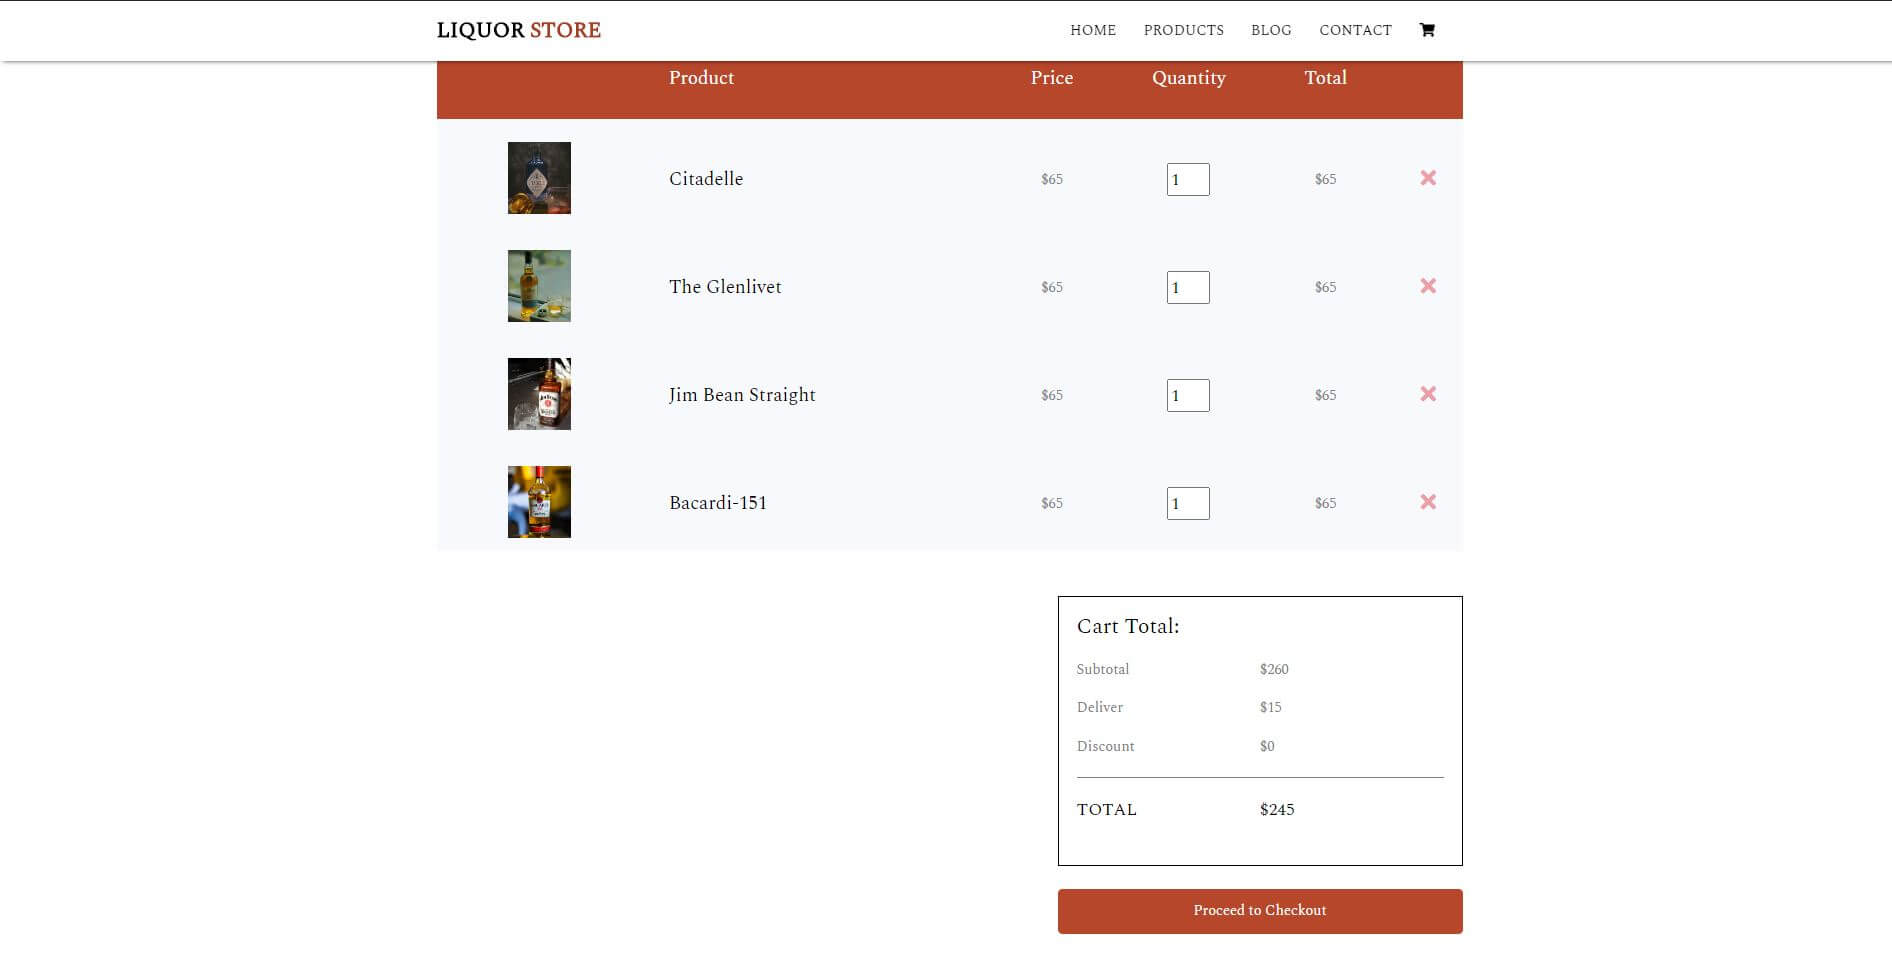 LIQUOR STORE
HOME PRODUCTS BLOG CONTACT
Product Price Quantity Total
Citadelle $65 1 $65
The Glenlivet $65 1 $65
Jim Bean Straight $65 1 $65
Bacardi-151 $65 1 $65
Cart Total:
Subtotal $260
Deliver $15
Discount $0
TOTAL $245
Proceed to Checkout